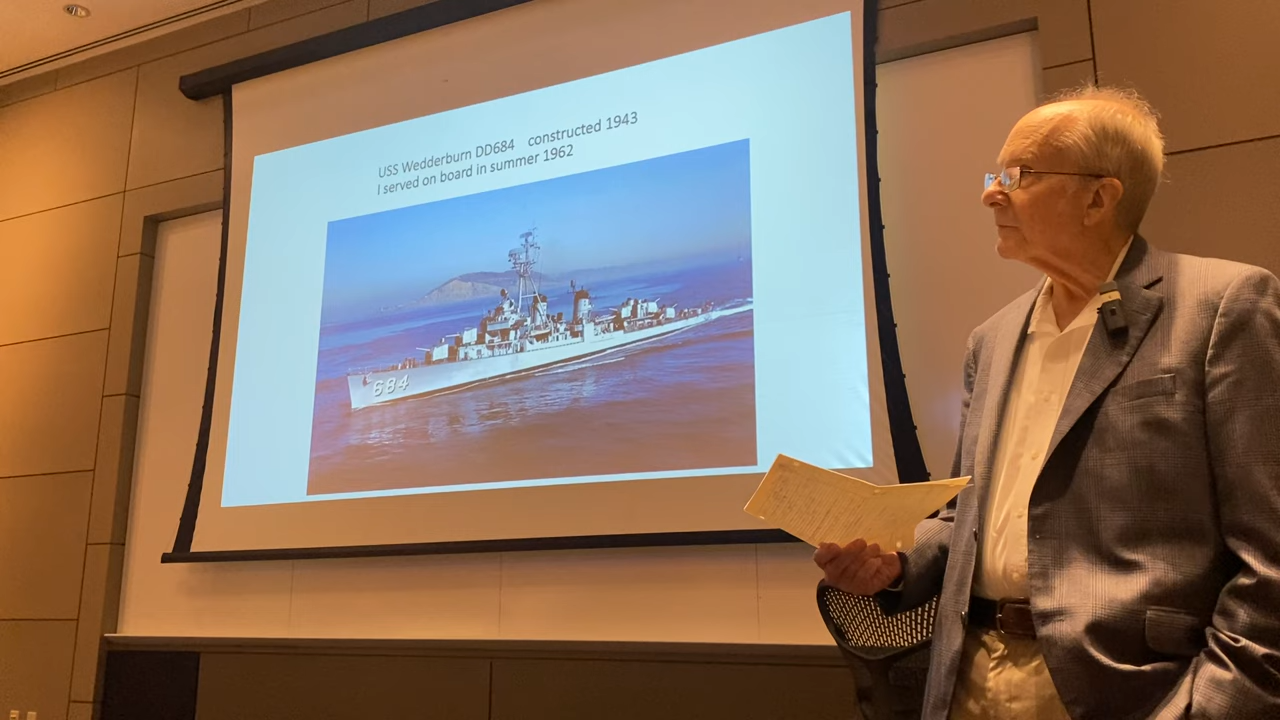 USS Wedderburn DD684 constructed 1943
I served on board in summer 1962
684